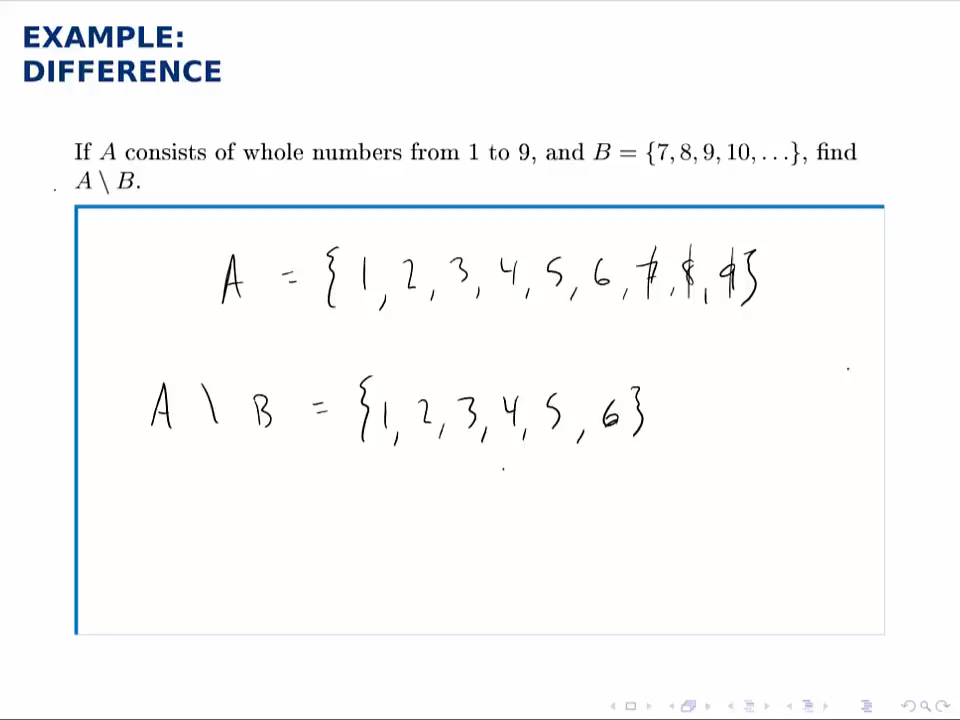 EXAMPLE:
DIFFERENCE
If A consists of whole numbers from 1 to 9, and B = {7, 8, 9, 10, . . .}, find
A \ B.
A = {1, 2, 3, 4, 5, 6, 7, 8, 9}
A \ B = {1, 2, 3, 4, 5, 6}